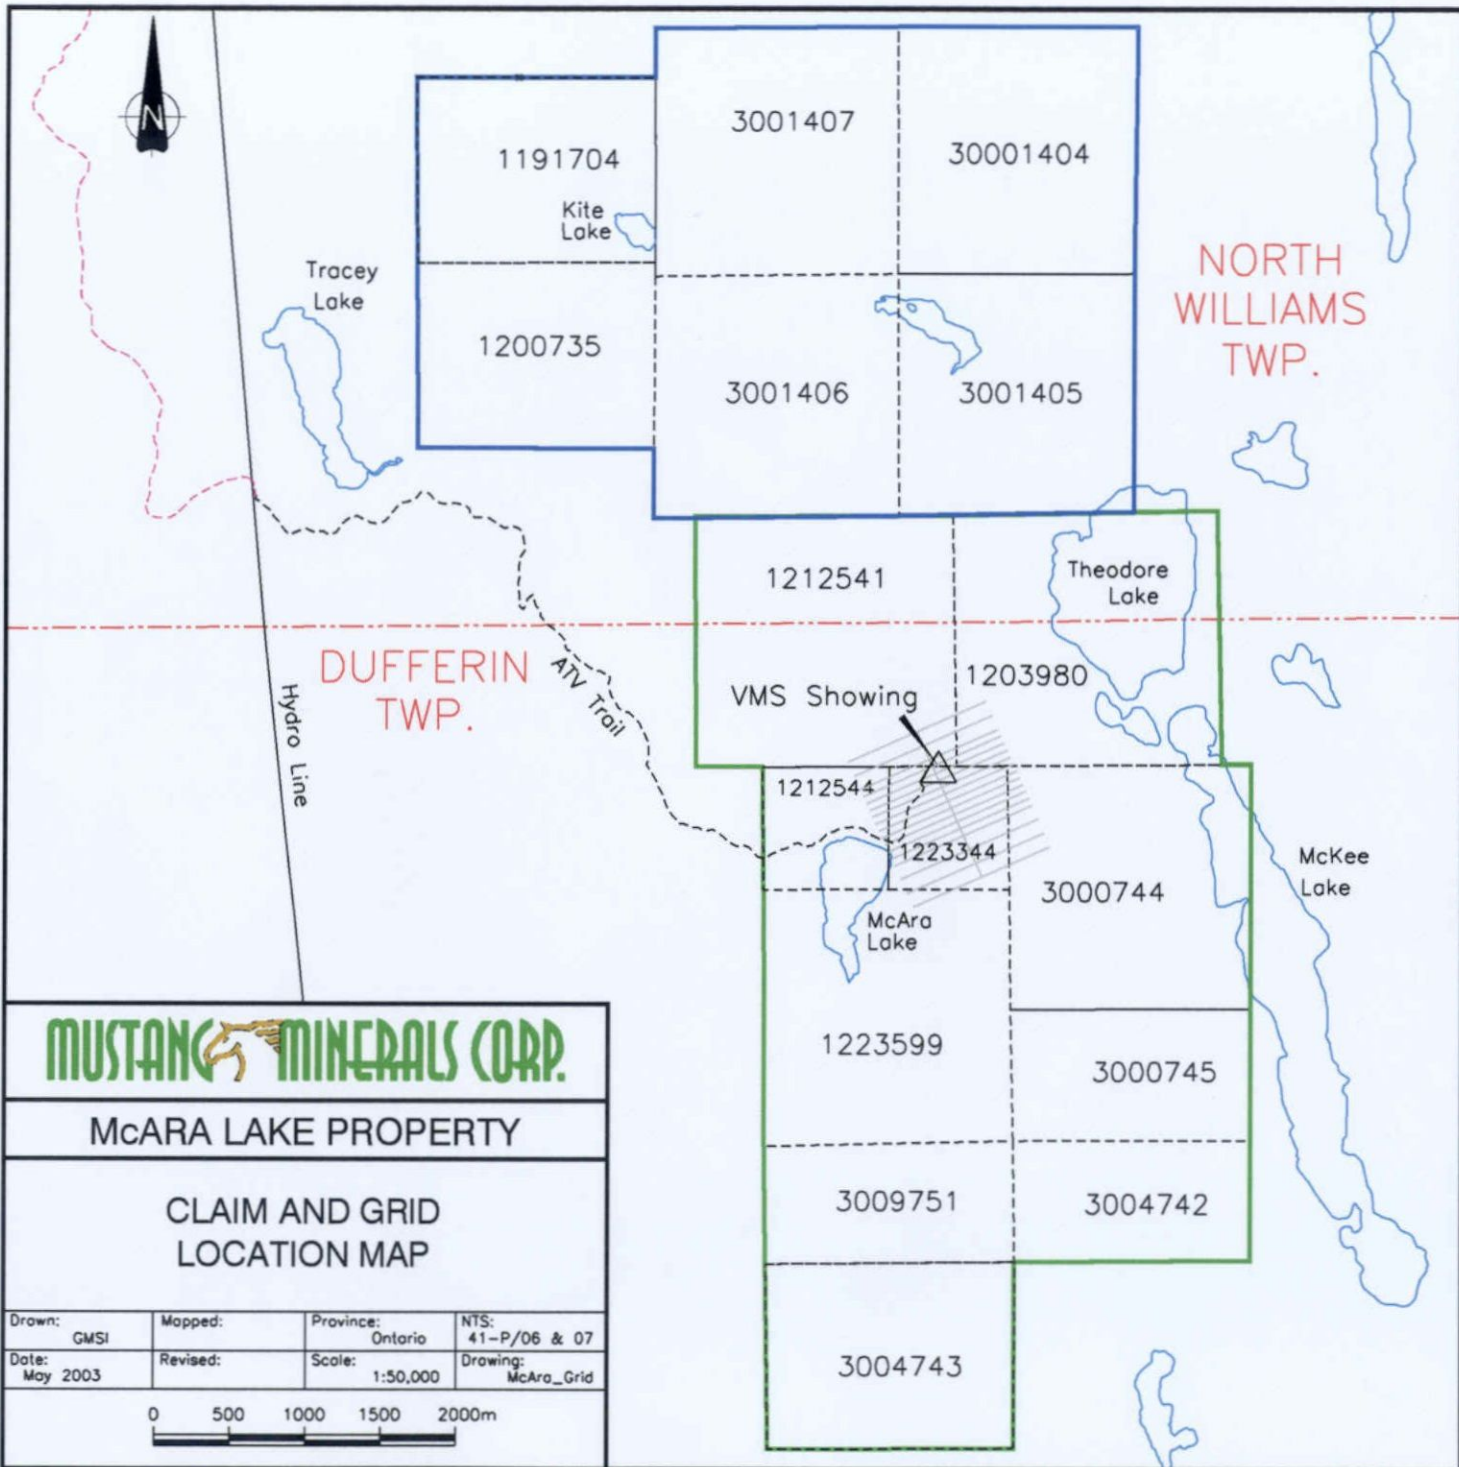 N
3001407
30001404
1191704
Kite
Lake
NORTH
WILLIAMS
TWP.
Tracey
Lake
1200735
3001406
3001405
1212541
Theodore
Lake
DUFFERIN
TWP.
ATV Trail
1203980
VMS Showing
Hydro Line
1212544
1223344
McKee
Lake
3000744
McAra
Lake
1223599
3000745
3009751
3004742
3004743
MUSTANG MINERALS CORP.
McARA LAKE PROPERTY
CLAIM AND GRID
LOCATION MAP
Drawn: Mapped: Province: NTS:
GMSI Ontario 41-P/06 & 07
Date: Revised: Scale: Drawing:
May 2003 1:50,000 McAra_Grid
0 500 1000 1500 2000m